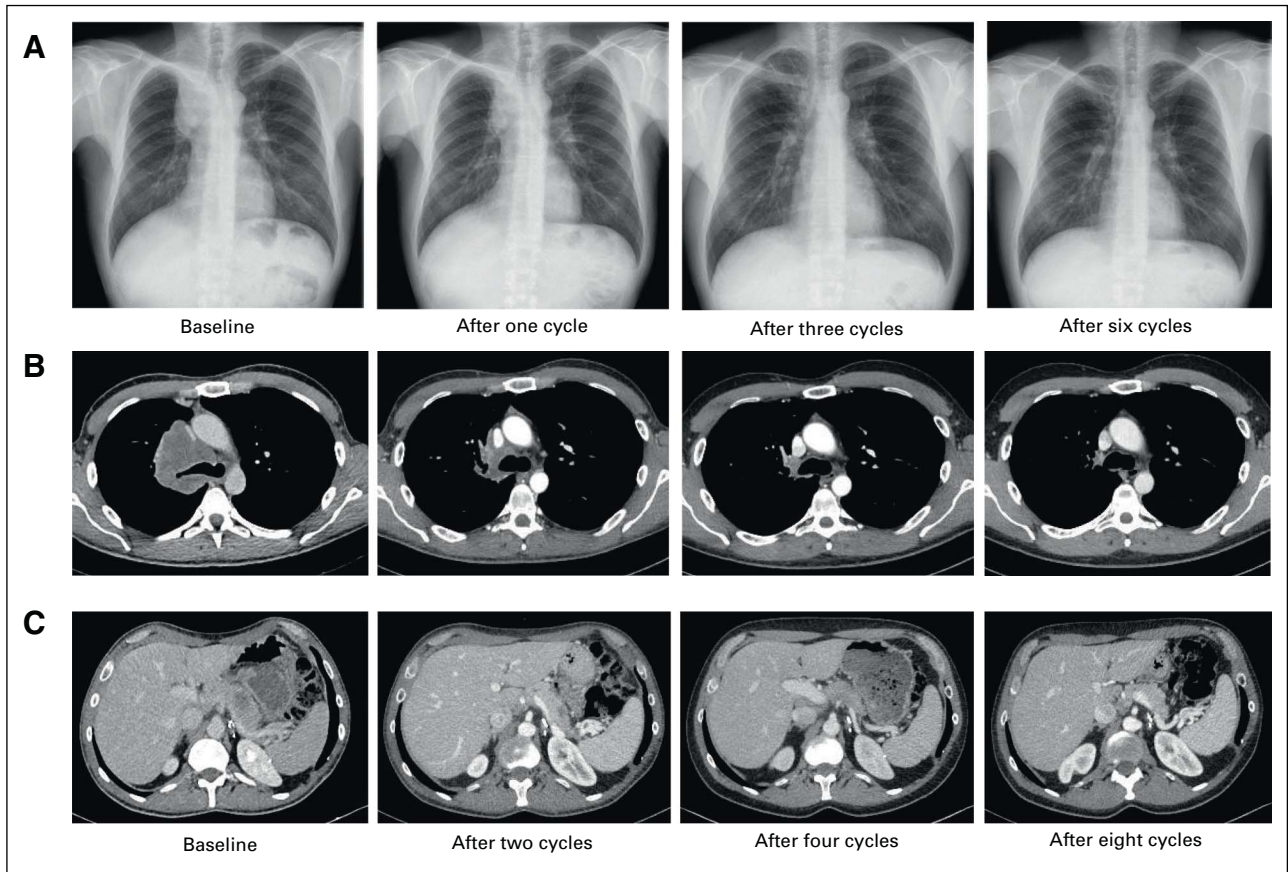 A
Baseline
After one cycle
After three cycles
After six cycles
B
C
Baseline
After two cycles
After four cycles
After eight cycles